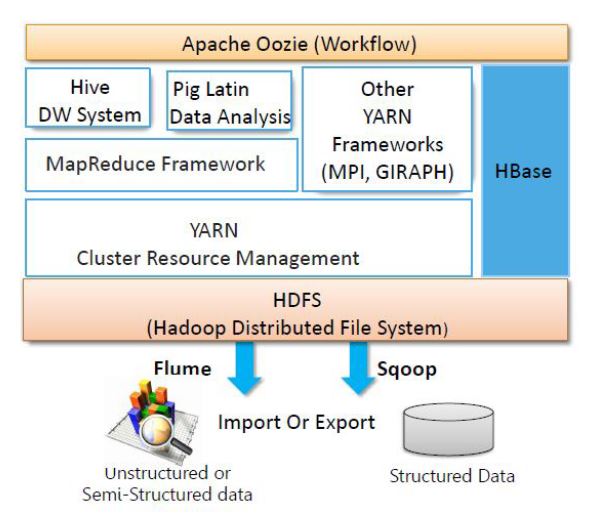 Apache Oozie (Workflow)
Hive
DW System
Pig Latin
Data Analysis
Other
YARN
Frameworks
(MPI, GIRAPH)
HBase
MapReduce Framework
YARN
Cluster Resource Management
HDFS
(Hadoop Distributed File System)
Flume
Sqoop
Import Or Export
Unstructured or
Semi-Structured data
Structured Data